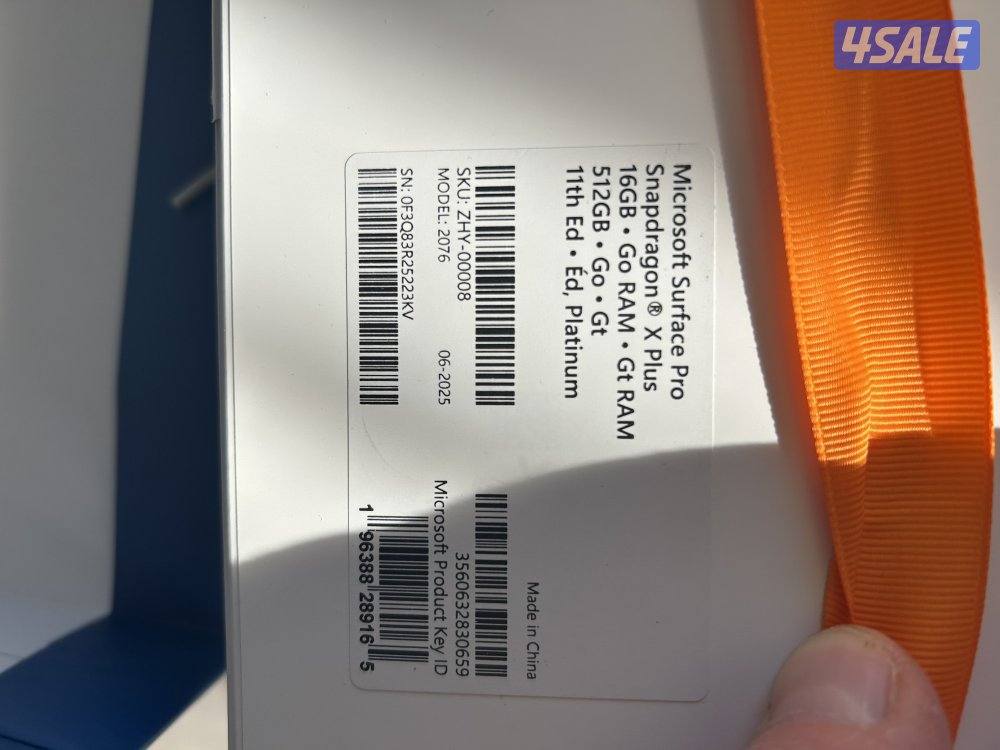 4SALE
Microsoft Surface Pro
Snapdragon® X Plus
16GB • Go RAM • Gt RAM
512GB • Go • Gt
11th Ed • Éd, Platinum
Made in China
SKU: ZHY-00008
MODEL: 2076 06-2025
SN: 0F3Q83R25223KV
3560632830659
Microsoft Product Key ID
1 96388 28916 5